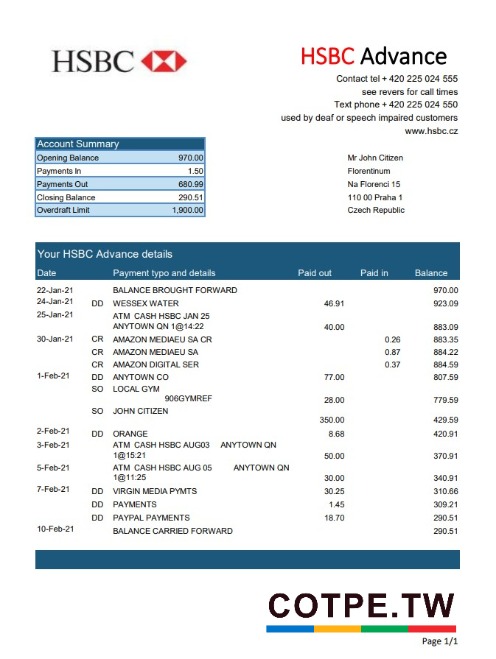 HSBC
HSBC Advance
Contact tel + 420 225 024 555
see revers for call times
Text phone + 420 225 024 550
used by deaf or speech impaired customers
www.hsbc.cz
Account Summary
Opening Balance 970.00
Payments In 1.50
Payments Out 680.99
Closing Balance 290.51
Overdraft Limit 1,900.00
Mr John Citizen
Florentinum
Na Florenci 15
110 00 Praha 1
Czech Republic
Your HSBC Advance details
Date Payment typo and details Paid out Paid in Balance
22-Jan-21 BALANCE BROUGHT FORWARD 970.00
24-Jan-21 DD WESSEX WATER 46.91 923.09
25-Jan-21 ATM CASH HSBC JAN 25
ANYTOWN QN 1@14:22 40.00 883.09
30-Jan-21 CR AMAZON MEDIAEU SA CR 0.26 883.35
CR AMAZON MEDIAEU SA 0.87 884.22
CR AMAZON DIGITAL SER 0.37 884.59
1-Feb-21 DD ANYTOWN CO 77.00 807.59
SO LOCAL GYM
906GYMREF 28.00 779.59
SO JOHN CITIZEN
350.00 429.59
2-Feb-21 DD ORANGE 8.68 420.91
3-Feb-21 ATM CASH HSBC AUG03 ANYTOWN QN
1@15:21 50.00 370.91
5-Feb-21 ATM CASH HSBC AUG 05 ANYTOWN QN
1@11:25 30.00 340.91
7-Feb-21 DD VIRGIN MEDIA PYMTS 30.25 310.66
DD PAYMENTS 1.45 309.21
DD PAYPAL PAYMENTS 18.70 290.51
10-Feb-21 BALANCE CARRIED FORWARD 290.51
COTPE.TW
Page 1/1